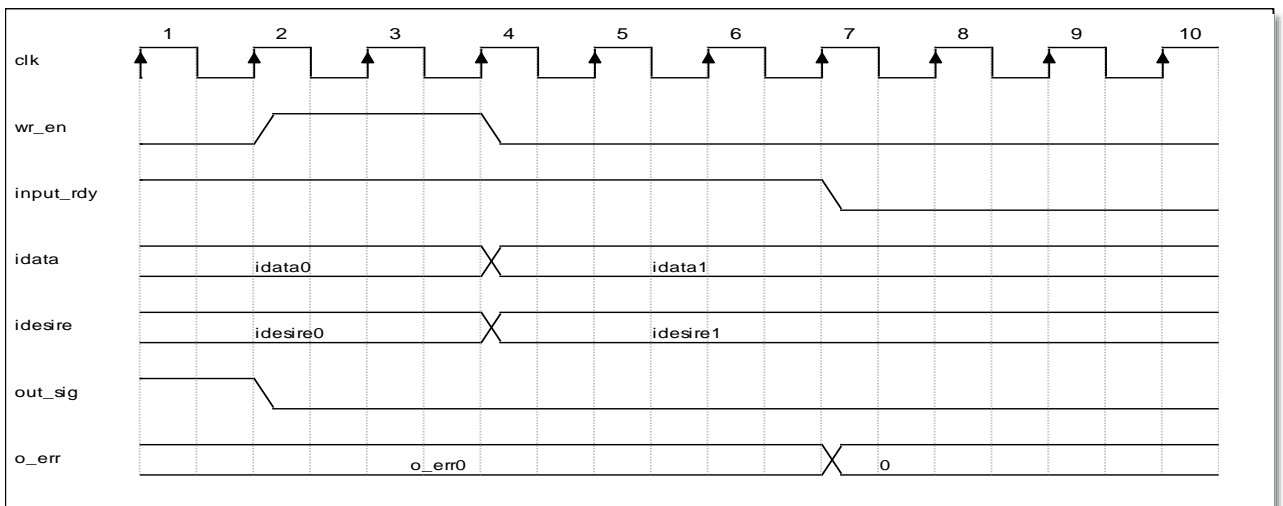 1 2 3 4 5 6 7 8 9 10
clk
wr_en
input_rdy
idata
idata0 idata1
idesire
idesire0 idesire1
out_sig
o_err
o_err0 0